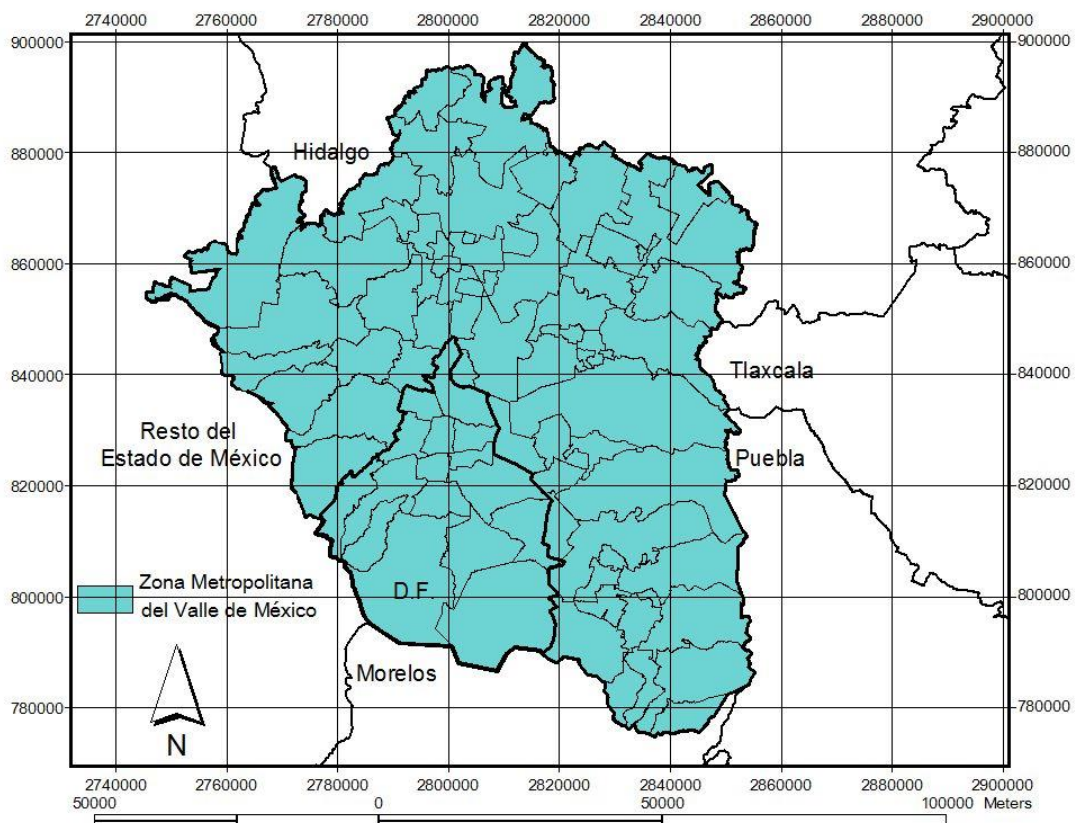 2740000 2760000 2780000 2800000 2820000 2840000 2860000 2880000 2900000
900000 900000
Hidalgo
880000 880000
860000 860000
Tlaxcala
840000 840000
Resto del
Estado de México
Puebla
820000 820000
Zona Metropolitana
del Valle de México
D.F.
800000 800000
Morelos
780000 780000
N
2740000 2760000 2780000 2800000 2820000 2840000 2860000 2880000 2900000
50000 0 50000 100000 Meters